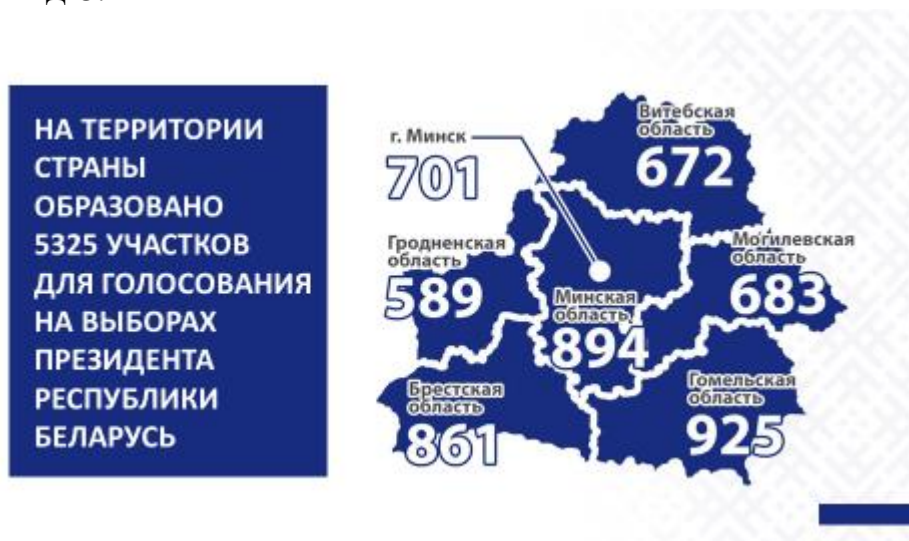 НА ТЕРРИТОРИИ
СТРАНЫ
ОБРАЗОВАНО
5325 УЧАСТКОВ
ДЛЯ ГОЛОСОВАНИЯ
НА ВЫБОРАХ
ПРЕЗИДЕНТА
РЕСПУБЛИКИ
БЕЛАРУСЬ
г. Минск
701
Витебская
область
672
Гродненская
область
589
Минская
область
894
Могилевская
область
683
Брестская
область
861
Гомельская
область
925